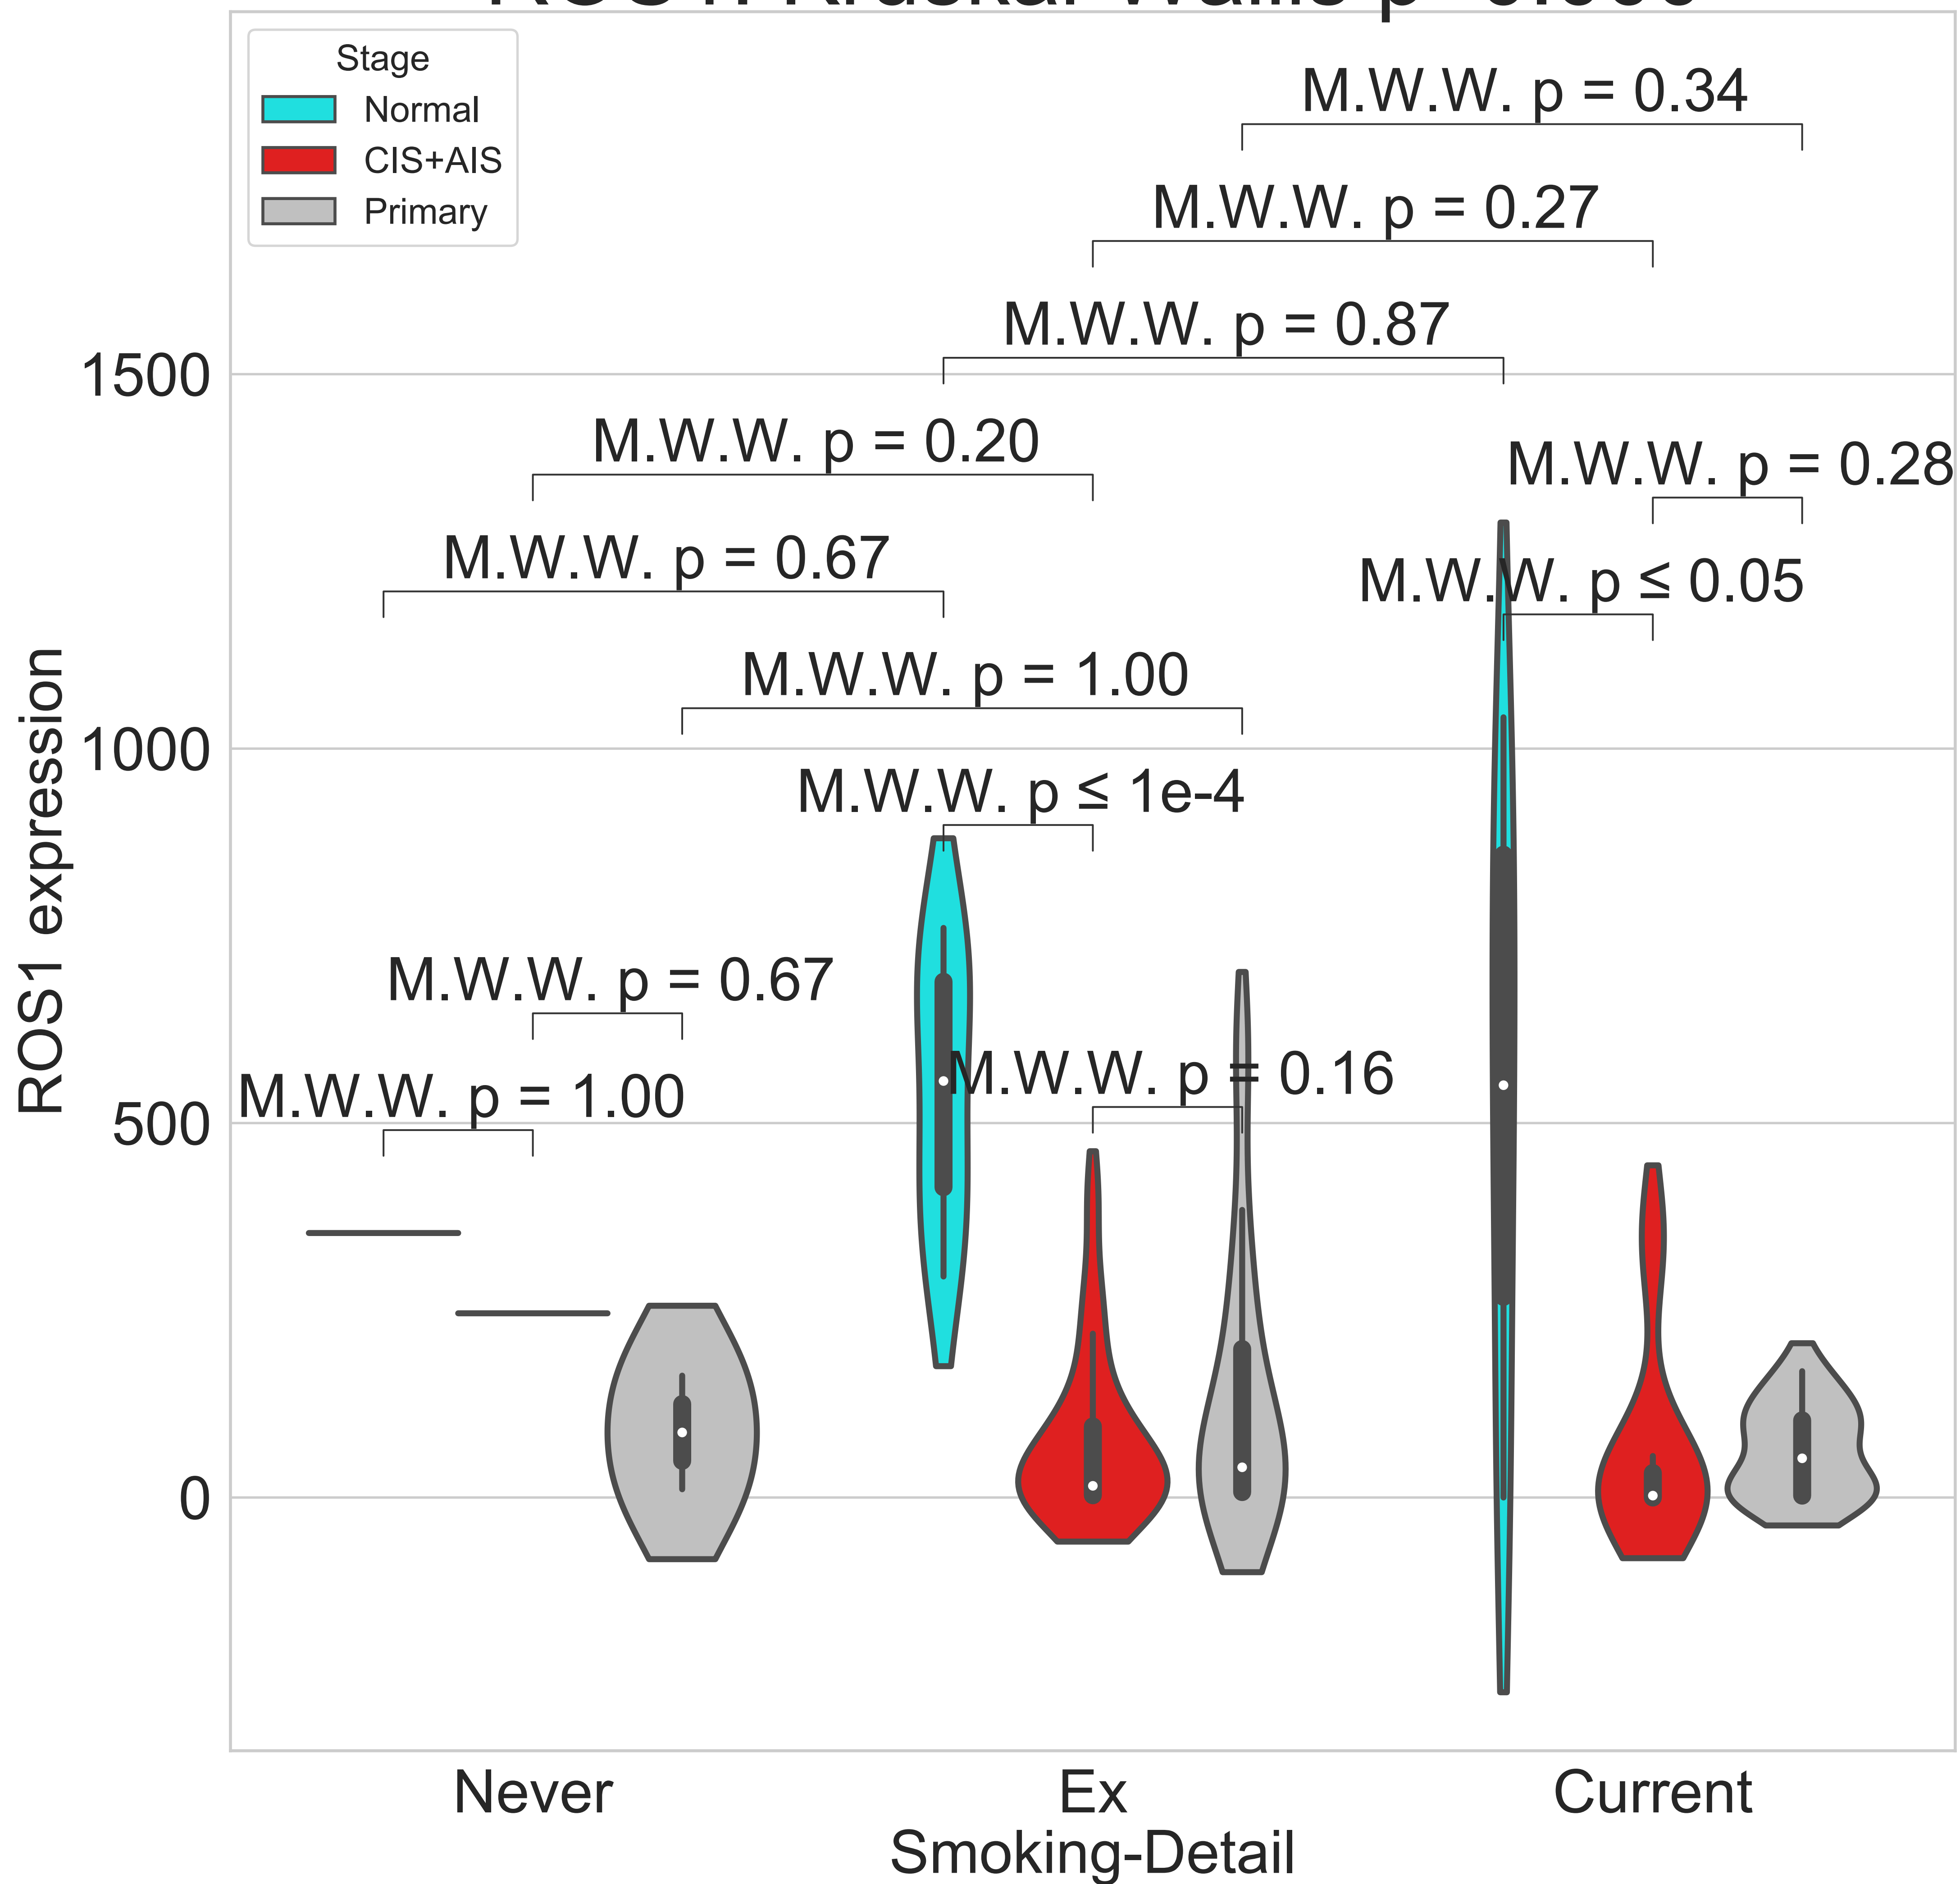 Stage
Normal
CIS+AIS
Primary
M.W.W. p = 0.34
M.W.W. p = 0.27
M.W.W. p = 0.87
M.W.W. p = 0.20
M.W.W. p = 0.28
M.W.W. p = 0.67
M.W.W. p ≤ 0.05
M.W.W. p = 1.00
M.W.W. p ≤ 1e-4
M.W.W. p = 0.67
M.W.W. p = 0.16
M.W.W. p = 1.00
ROS1 expression
1500
1000
500
0
Never
Ex
Current
Smoking-Detail